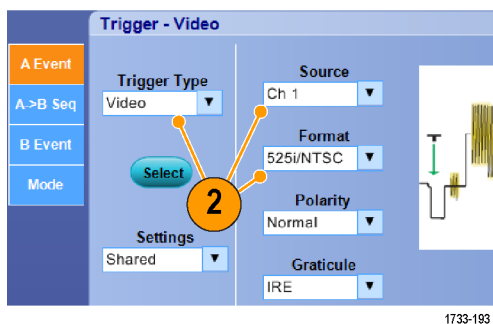 Trigger - Video
A Event
A->B Seq
B Event
Mode
Trigger Type
Video
Select
Settings
Shared
2
Source
Ch 1
Format
525i/NTSC
Polarity
Normal
Graticule
IRE
T
1733-193